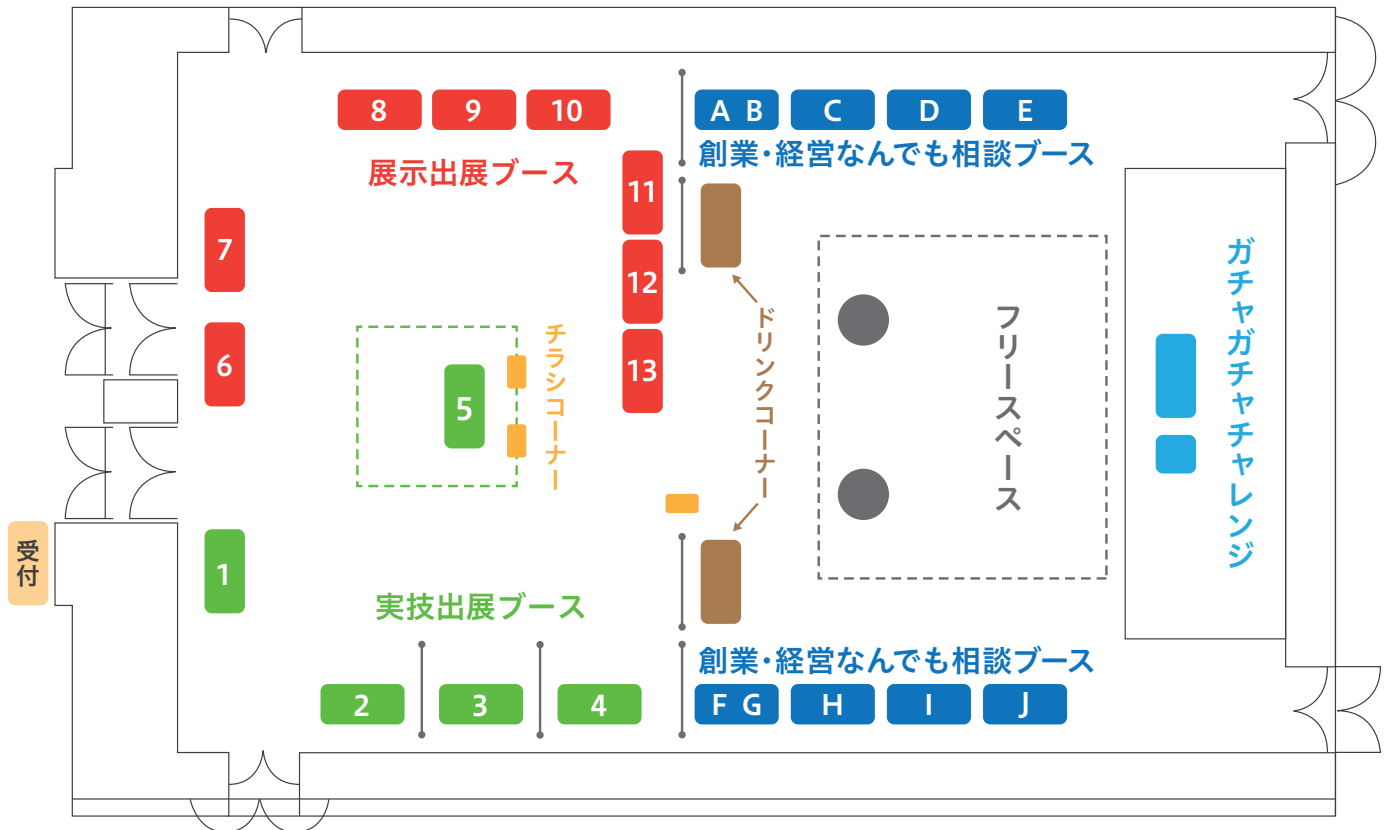 8
9
10
A B
C
D
E
展示出展ブース
創業・経営なんでも相談ブース
11
12
13
7
6
5
チラシコーナー
ドリンクコーナー
フリースペース
ガチャガチャチャレンジ
受付
1
実技出展ブース
創業・経営なんでも相談ブース
2
3
4
F G
H
I
J